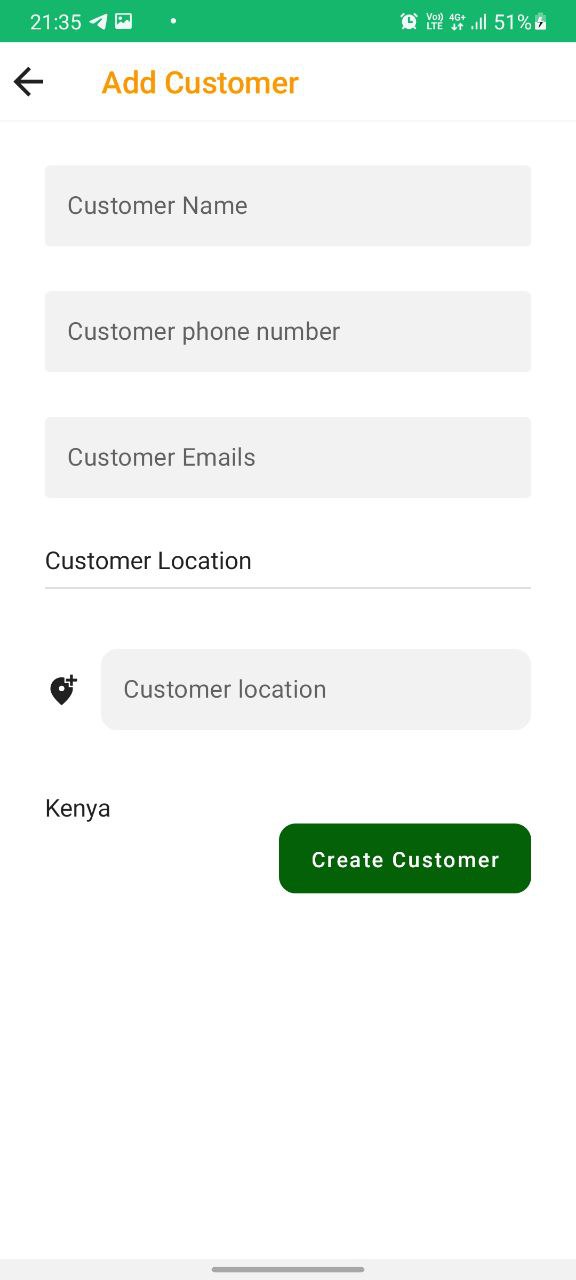 21:35 Vo)) LTE 4G+ 51%
Add Customer
Customer Name
Customer phone number
Customer Emails
Customer Location
Customer location
Kenya
Create Customer